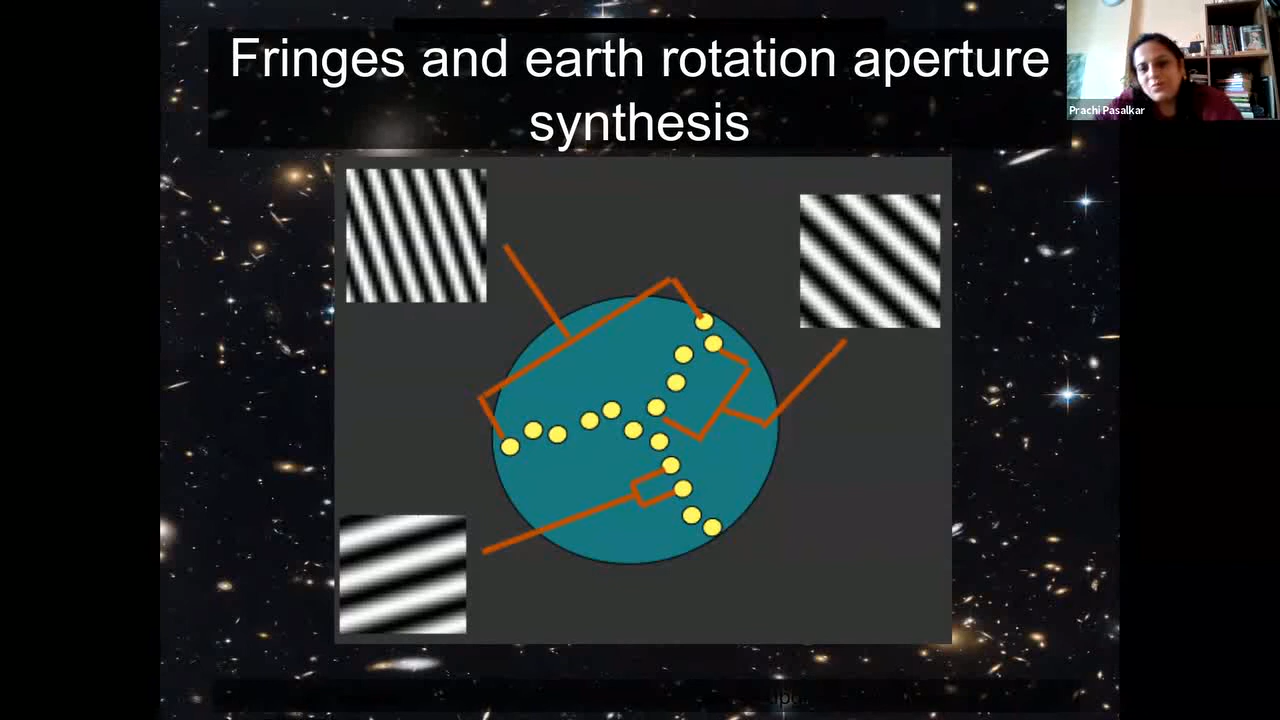 Fringes and earth rotation aperture
synthesis
Prachi Pasalkar